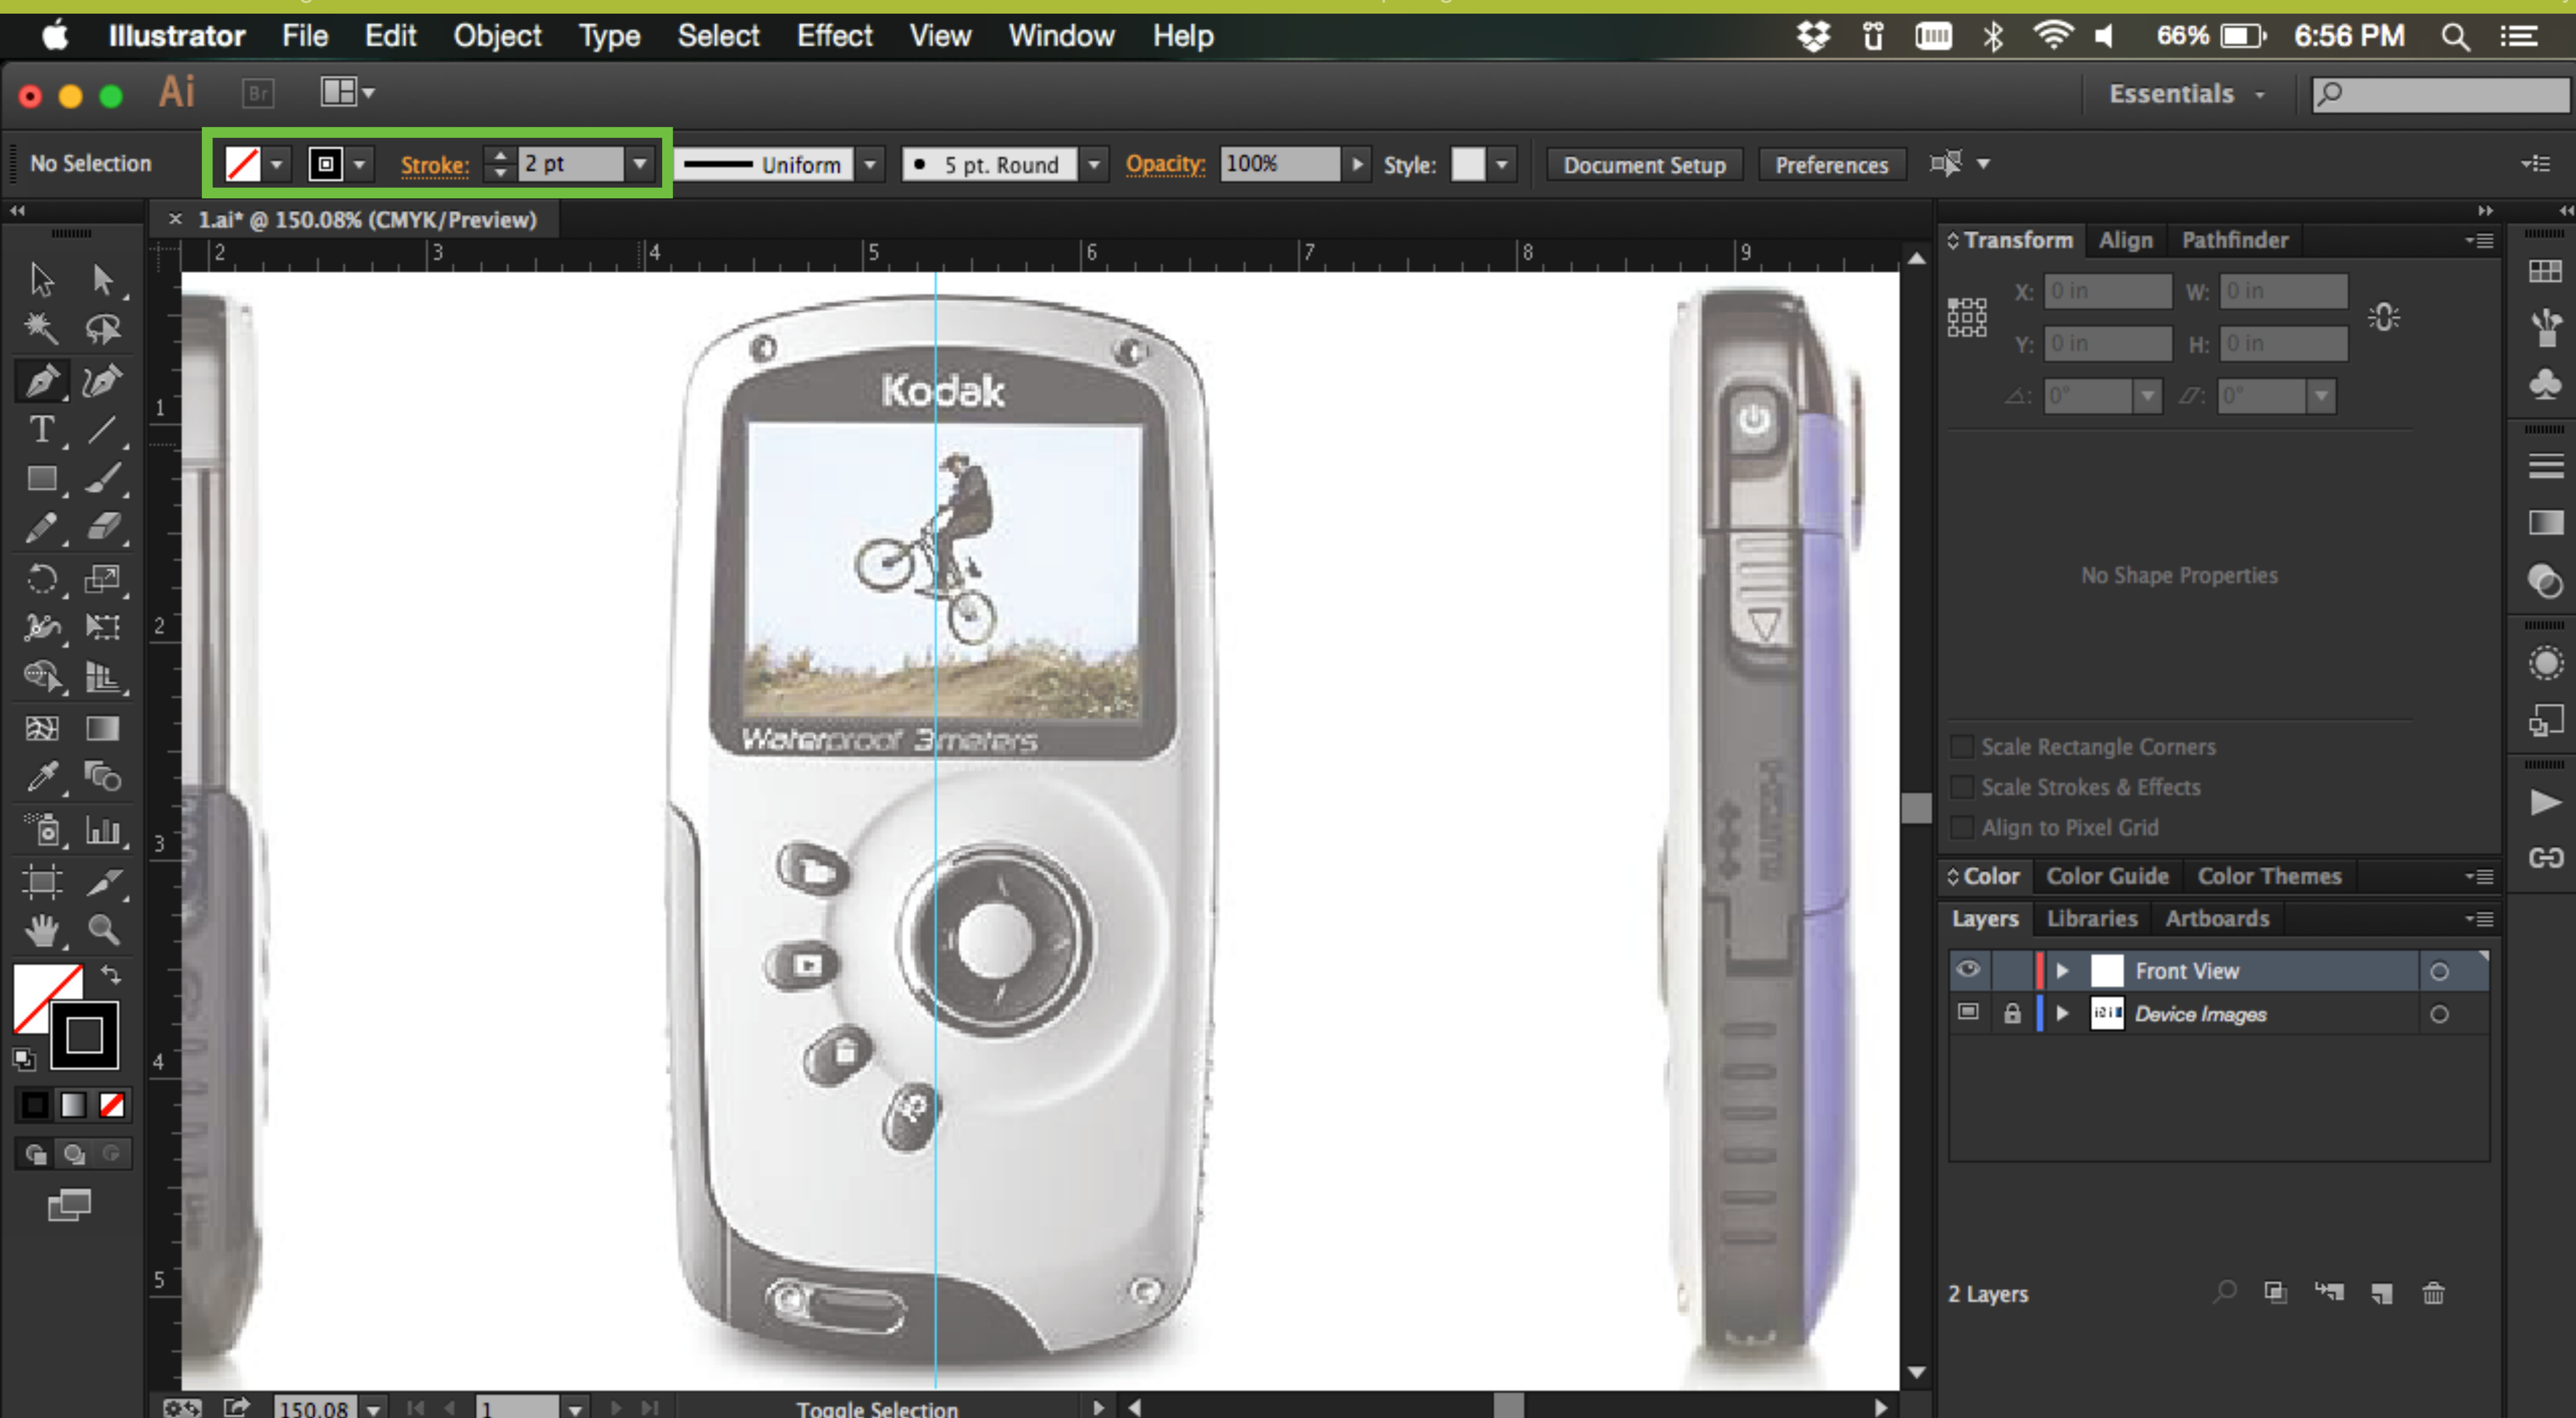 Illustrator File Edit Object Type Select Effect View Window Help 66% 6:56 PM
Ai Br Essentials
No Selection Stroke: 2 pt Uniform 5 pt. Round Opacity: 100% Style: Document Setup Preferences
× 1.ai* @ 150.08% (CMYK/Preview)
2 3 4 5 6 7 8 9
1
2
3
4
5
Kodak
Waterproof 3meters
Transform Align Pathfinder
X: 0 in W: 0 in
Y: 0 in H: 0 in
0° 0°
No Shape Properties
Scale Rectangle Corners
Scale Strokes & Effects
Align to Pixel Grid
Color Color Guide Color Themes
Layers Libraries Artboards
Front View
Device Images
2 Layers
150.08 1 Toggle Selection